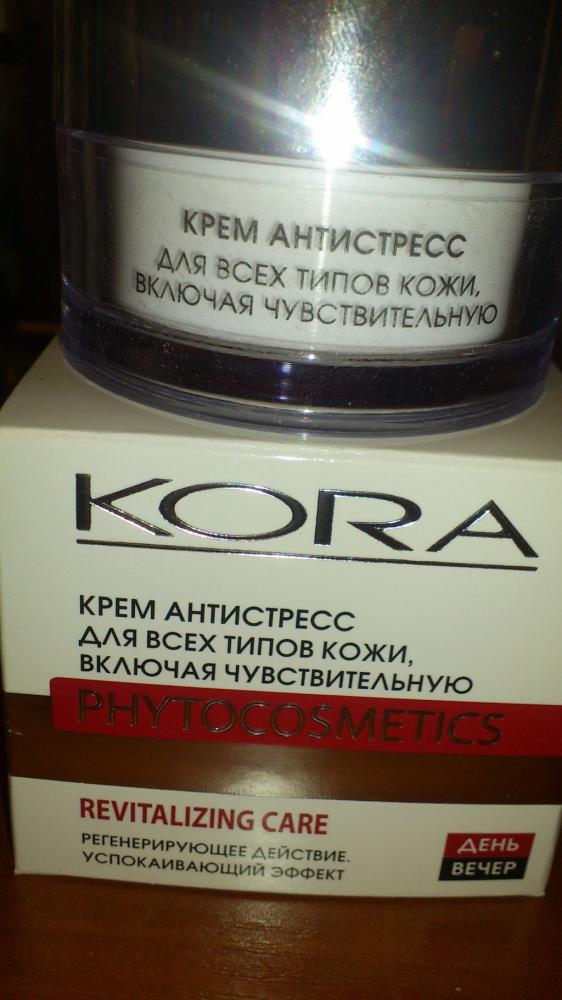 КРЕМ АНТИСТРЕСС
ДЛЯ ВСЕХ ТИПОВ КОЖИ,
ВКЛЮЧАЯ ЧУВСТВИТЕЛЬНУЮ
KORA
КРЕМ АНТИСТРЕСС
ДЛЯ ВСЕХ ТИПОВ КОЖИ,
ВКЛЮЧАЯ ЧУВСТВИТЕЛЬНУЮ
PHYTOCOSMETICS
REVITALIZING CARE
РЕГЕНЕРИРУЮЩЕЕ ДЕЙСТВИЕ.
УСПОКАИВАЮЩИЙ ЭФФЕКТ
ДЕНЬ
ВЕЧЕР